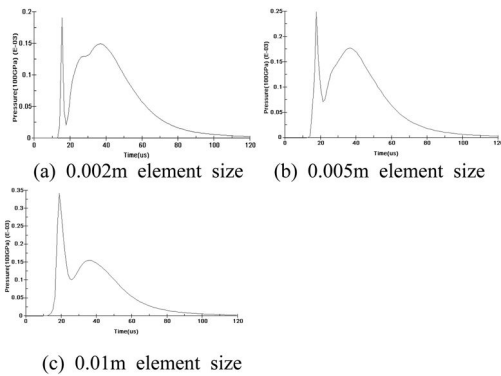 Pressure(100GPa) (E-03)
0.2
0.15
0.1
0.05
0
0 20 40 60 80 100 120
Time(us)
(a) 0.002m element size
Pressure(100GPa) (E-03)
0.25
0.2
0.15
0.1
0.05
0
0 20 40 60 80 100 120
Time(us)
(b) 0.005m element size
Pressure(100GPa) (E-03)
0.35
0.3
0.25
0.2
0.15
0.1
0.05
0
0 20 40 60 80 100 120
Time(us)
(c) 0.01m element size